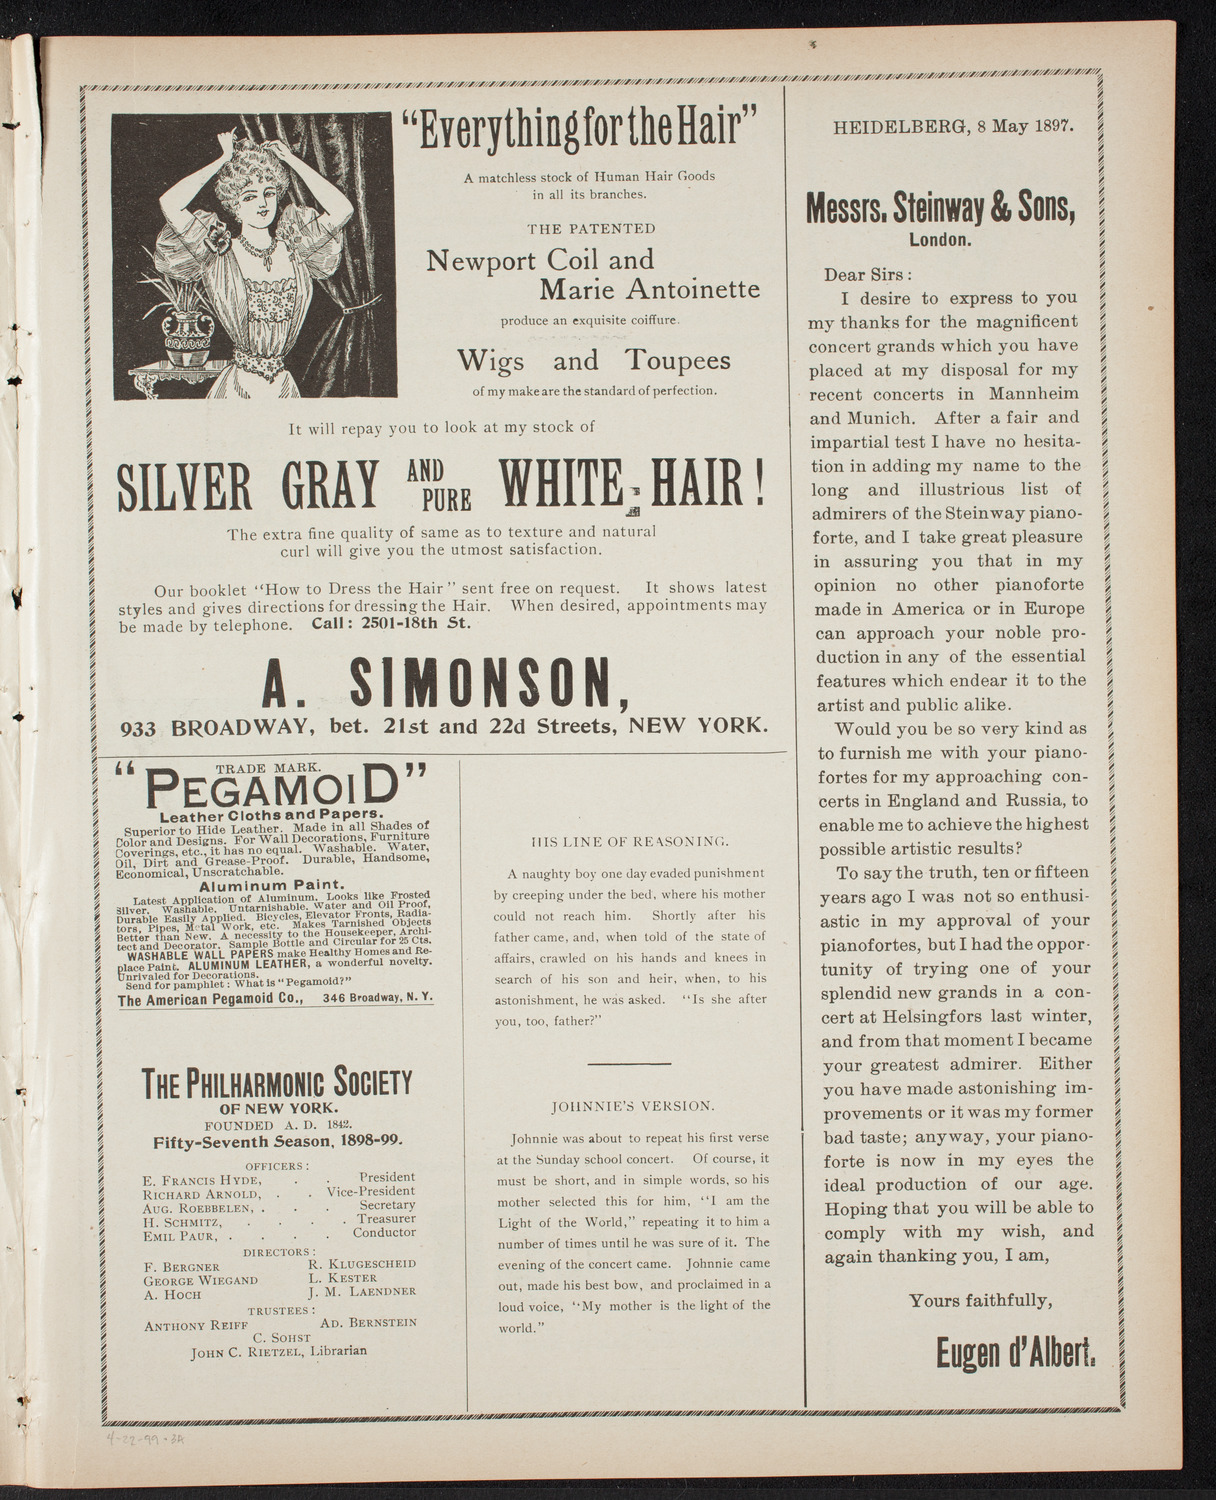 “Everything for the Hair”
A matchless stock of Human Hair Goods
in all its branches.
THE PATENTED
Newport Coil and
Marie Antoinette
produce an exquisite coiffure.
Wigs and Toupees
of my make are the standard of perfection.
It will repay you to look at my stock of
SILVER GRAY AND PURE WHITE HAIR!
The extra fine quality of same as to texture and natural
curl will give you the utmost satisfaction.
Our booklet “How to Dress the Hair” sent free on request. It shows latest
styles and gives directions for dressing the Hair. When desired, appointments may
be made by telephone. Call: 2501-18th St.
A. SIMONSON,
933 BROADWAY, bet. 21st and 22d Streets, NEW YORK.
TRADE MARK.
“PEGAMOID”
Leather Cloths and Papers.
Superior to Hide Leather. Made in all Shades of
Color and Designs. For Wall Decorations, Furniture
Coverings, etc., it has no equal. Washable. Water,
Oil, Dirt and Grease-Proof. Durable, Handsome,
Economical, Unscratchable.
Aluminum Paint.
Latest Application of Aluminum. Looks like Frosted
Silver. Washable. Untarnishable. Water and Oil Proof,
Durable Easily Applied. Bicycles, Elevator Fronts, Radia-
tors, Pipes, Metal Work, etc. Makes Tarnished Objects
Better than New. A necessity to the Housekeeper, Archi-
tect and Decorator. Sample Bottle and Circular for 25 Cts.
WASHABLE WALL PAPERS make Healthy Homes and Re-
place Paint. ALUMINUM LEATHER, a wonderful novelty.
Unrivaled for Decorations.
Send for pamphlet: What is “Pegamoid?”
The American Pegamoid Co., 346 Broadway, N. Y.
THE PHILHARMONIC SOCIETY
OF NEW YORK.
FOUNDED A. D. 1842.
Fifty-Seventh Season, 1898-99.
OFFICERS:
E. FRANCIS HYDE, . . President
RICHARD ARNOLD, . . Vice-President
AUG. ROEBBELEN, . . . Secretary
H. SCHMITZ, . . . . Treasurer
EMIL PAUR, . . . . Conductor
DIRECTORS:
F. BERGNER R. KLUGESCHEID
GEORGE WIEGAND L. KESTER
A. HOCH J. M. LAENDNER
TRUSTEES:
ANTHONY REIFF AD. BERNSTEIN
C. SOHST
JOHN C. RIETZEL, Librarian
HIS LINE OF REASONING.
A naughty boy one day evaded punishment
by creeping under the bed, where his mother
could not reach him. Shortly after his
father came, and, when told of the state of
affairs, crawled on his hands and knees in
search of his son and heir, when, to his
astonishment, he was asked. “Is she after
you, too, father?”
JOHNNIE'S VERSION.
Johnnie was about to repeat his first verse
at the Sunday school concert. Of course, it
must be short, and in simple words, so his
mother selected this for him, “I am the
Light of the World,” repeating it to him a
number of times until he was sure of it. The
evening of the concert came. Johnnie came
out, made his best bow, and proclaimed in a
loud voice, “My mother is the light of the
world.”
HEIDELBERG, 8 May 1897.
Messrs. Steinway & Sons,
London.
Dear Sirs:
I desire to express to you
my thanks for the magnificent
concert grands which you have
placed at my disposal for my
recent concerts in Mannheim
and Munich. After a fair and
impartial test I have no hesita-
tion in adding my name to the
long and illustrious list of
admirers of the Steinway piano-
forte, and I take great pleasure
in assuring you that in my
opinion no other pianoforte
made in America or in Europe
can approach your noble pro-
duction in any of the essential
features which endear it to the
artist and public alike.
Would you be so very kind as
to furnish me with your piano-
fortes for my approaching con-
certs in England and Russia, to
enable me to achieve the highest
possible artistic results?
To say the truth, ten or fifteen
years ago I was not so enthusi-
astic in my approval of your
pianofortes, but I had the oppor-
tunity of trying one of your
splendid new grands in a con-
cert at Helsingfors last winter,
and from that moment I became
your greatest admirer. Either
you have made astonishing im-
provements or it was my former
bad taste; anyway, your piano-
forte is now in my eyes the
ideal production of our age.
Hoping that you will be able to
comply with my wish, and
again thanking you, I am,
Yours faithfully,
Eugen d'Albert.
4-22-99-3A